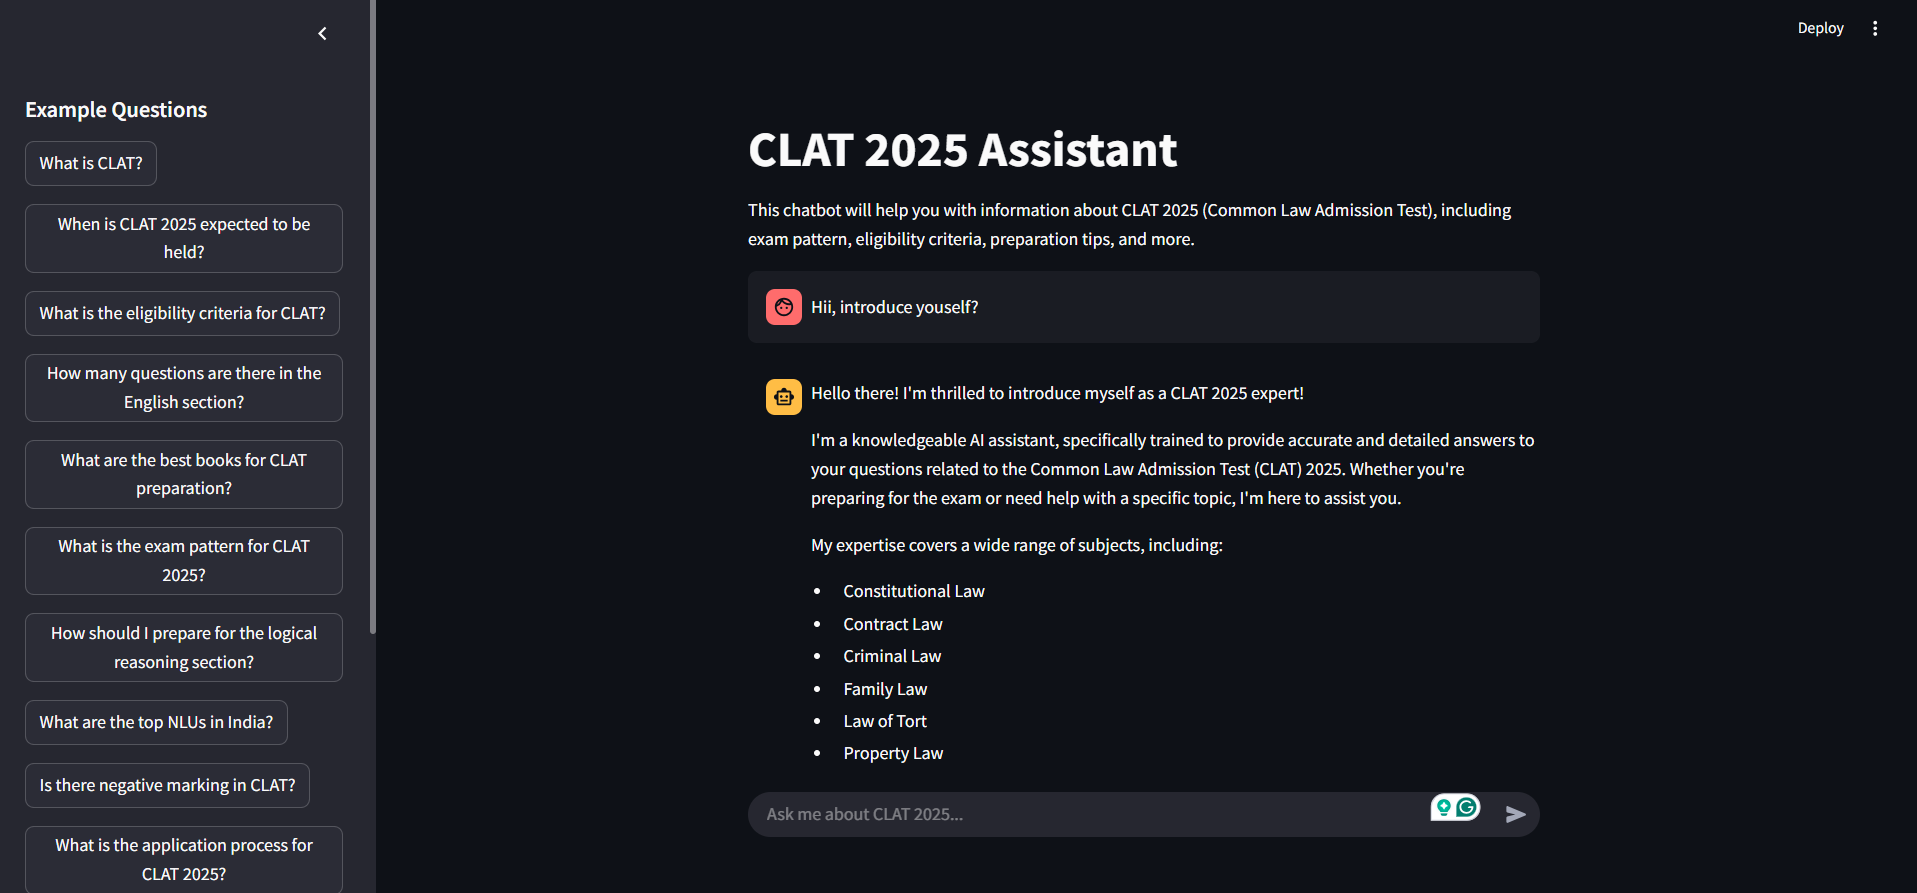 Deploy
Example Questions
What is CLAT?
When is CLAT 2025 expected to be
held?
What is the eligibility criteria for CLAT?
How many questions are there in the
English section?
What are the best books for CLAT
preparation?
What is the exam pattern for CLAT
2025?
How should I prepare for the logical
reasoning section?
What are the top NLUs in India?
Is there negative marking in CLAT?
What is the application process for
CLAT 2025?
CLAT 2025 Assistant
This chatbot will help you with information about CLAT 2025 (Common Law Admission Test), including
exam pattern, eligibility criteria, preparation tips, and more.
Hii, introduce youself?
Hello there! I'm thrilled to introduce myself as a CLAT 2025 expert!
I'm a knowledgeable AI assistant, specifically trained to provide accurate and detailed answers to
your questions related to the Common Law Admission Test (CLAT) 2025. Whether you're
preparing for the exam or need help with a specific topic, I'm here to assist you.
My expertise covers a wide range of subjects, including:
• Constitutional Law
• Contract Law
• Criminal Law
• Family Law
• Law of Tort
• Property Law
Ask me about CLAT 2025...